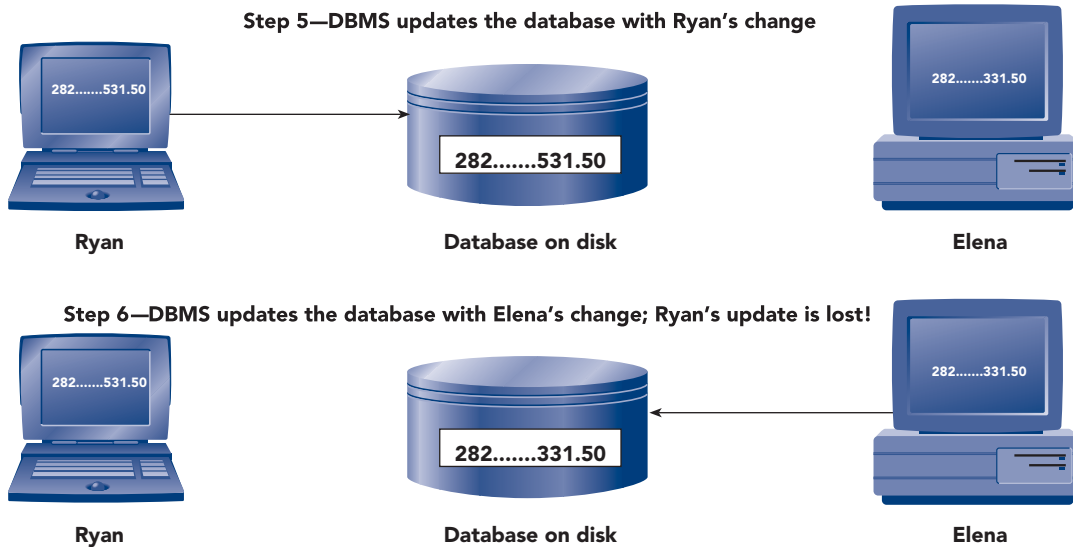 Step 5—DBMS updates the database with Ryan's change
282.......531.50
282.......531.50
282.......331.50
Ryan
Database on disk
Elena
Step 6—DBMS updates the database with Elena's change; Ryan's update is lost!
282.......531.50
282.......331.50
282.......331.50
Ryan
Database on disk
Elena